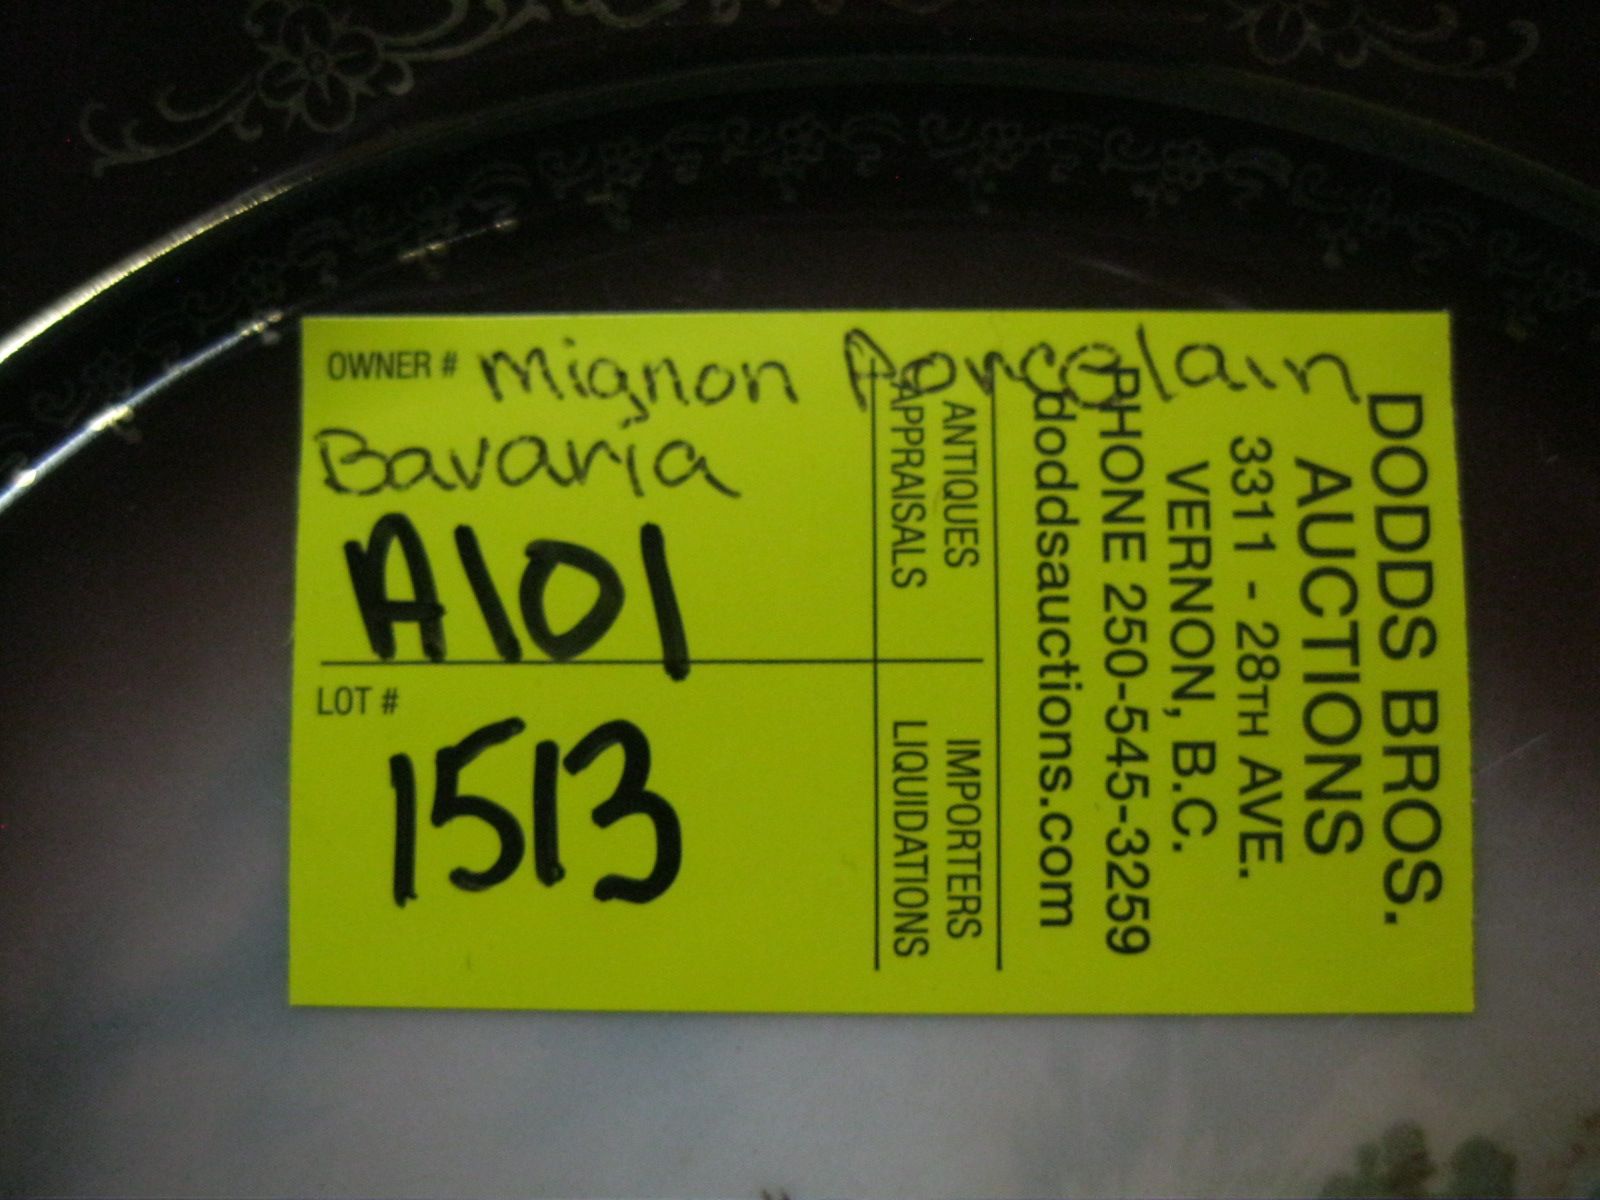 OWNER # Mignon Porcelain
Bavaria
A101
LOT #
1513
DODDS BROS.
AUCTIONS
3311 - 28TH AVE.
VERNON, B.C.
PHONE 250-545-3259
doddsauctions.com
ANTIQUES IMPORTERS
APPRAISALS LIQUIDATIONS